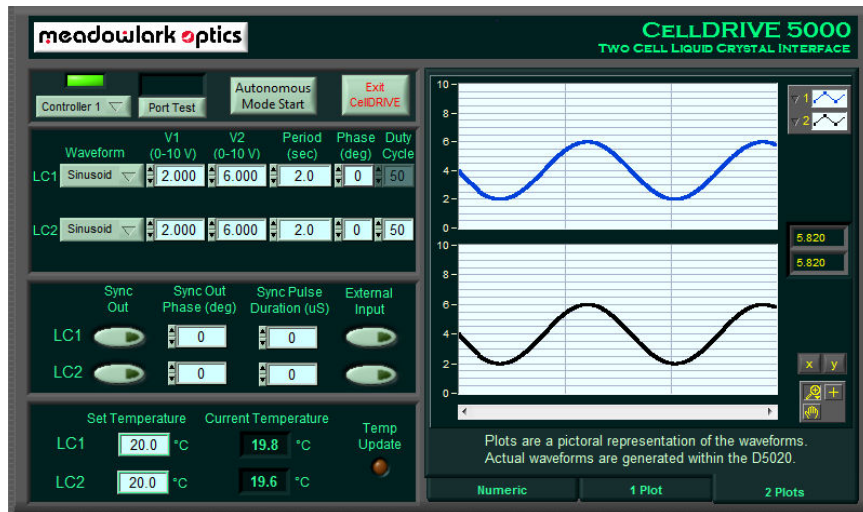 meadowlark optics
CELLDRIVE 5000
TWO CELL LIQUID CRYSTAL INTERFACE
Controller 1
Port Test
Autonomous
Mode Start
Exit
CellDRIVE
V1 V2 Period Phase Duty
Waveform (0-10 V) (0-10 V) (sec) (deg) Cycle
LC1 Sinusoid 2.000 6.000 2.0 0 50
LC2 Sinusoid 2.000 6.000 2.0 0 50
Sync Sync Out Sync Pulse External
Out Phase (deg) Duration (uS) Input
LC1 0 0
LC2 0 0
Set Temperature Current Temperature Temp
Update
LC1 20.0 °C 19.8 °C
LC2 20.0 °C 19.6 °C
10
8
6
4
2
0
10
8
6
4
2
0
1
2
5.820
5.820
x y
Plots are a pictoral representation of the waveforms.
Actual waveforms are generated within the D5020.
Numeric 1 Plot 2 Plots